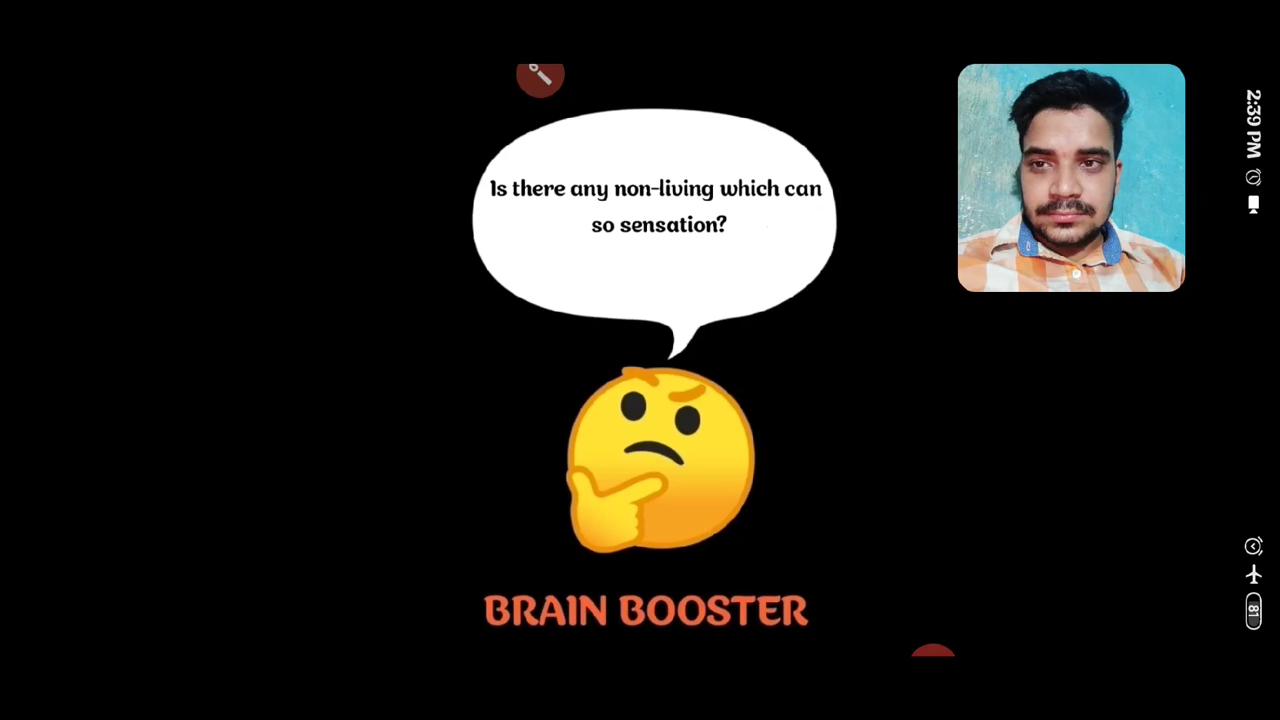 Is there any non-living which can
so sensation?
BRAIN BOOSTER
2:39 PM
81